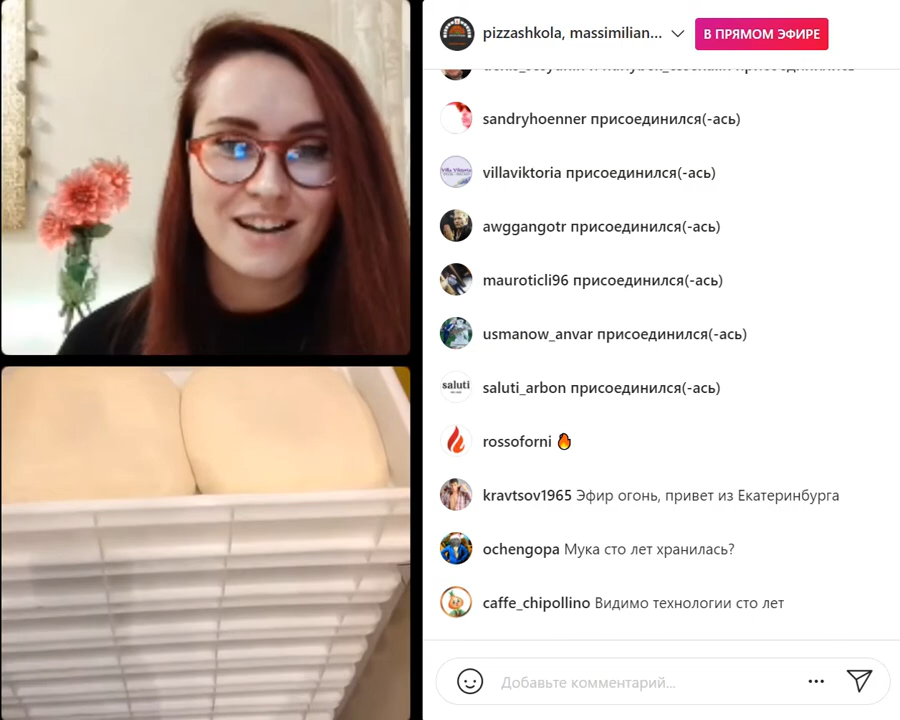 pizzashkola, massimilian...
В ПРЯМОМ ЭФИРЕ
sandryhoenner присоединился(-ась)
villaviktoria присоединился(-ась)
awggangotr присоединился(-ась)
mauroticli96 присоединился(-ась)
usmanow_anvar присоединился(-ась)
saluti
saluti_arbon присоединился(-ась)
rossoforni 🔥
kravtsov1965 Эфир огонь, привет из Екатеринбурга
ochengopa Мука сто лет хранилась?
caffe_chipollino Видимо технологии сто лет
Добавьте комментарий...